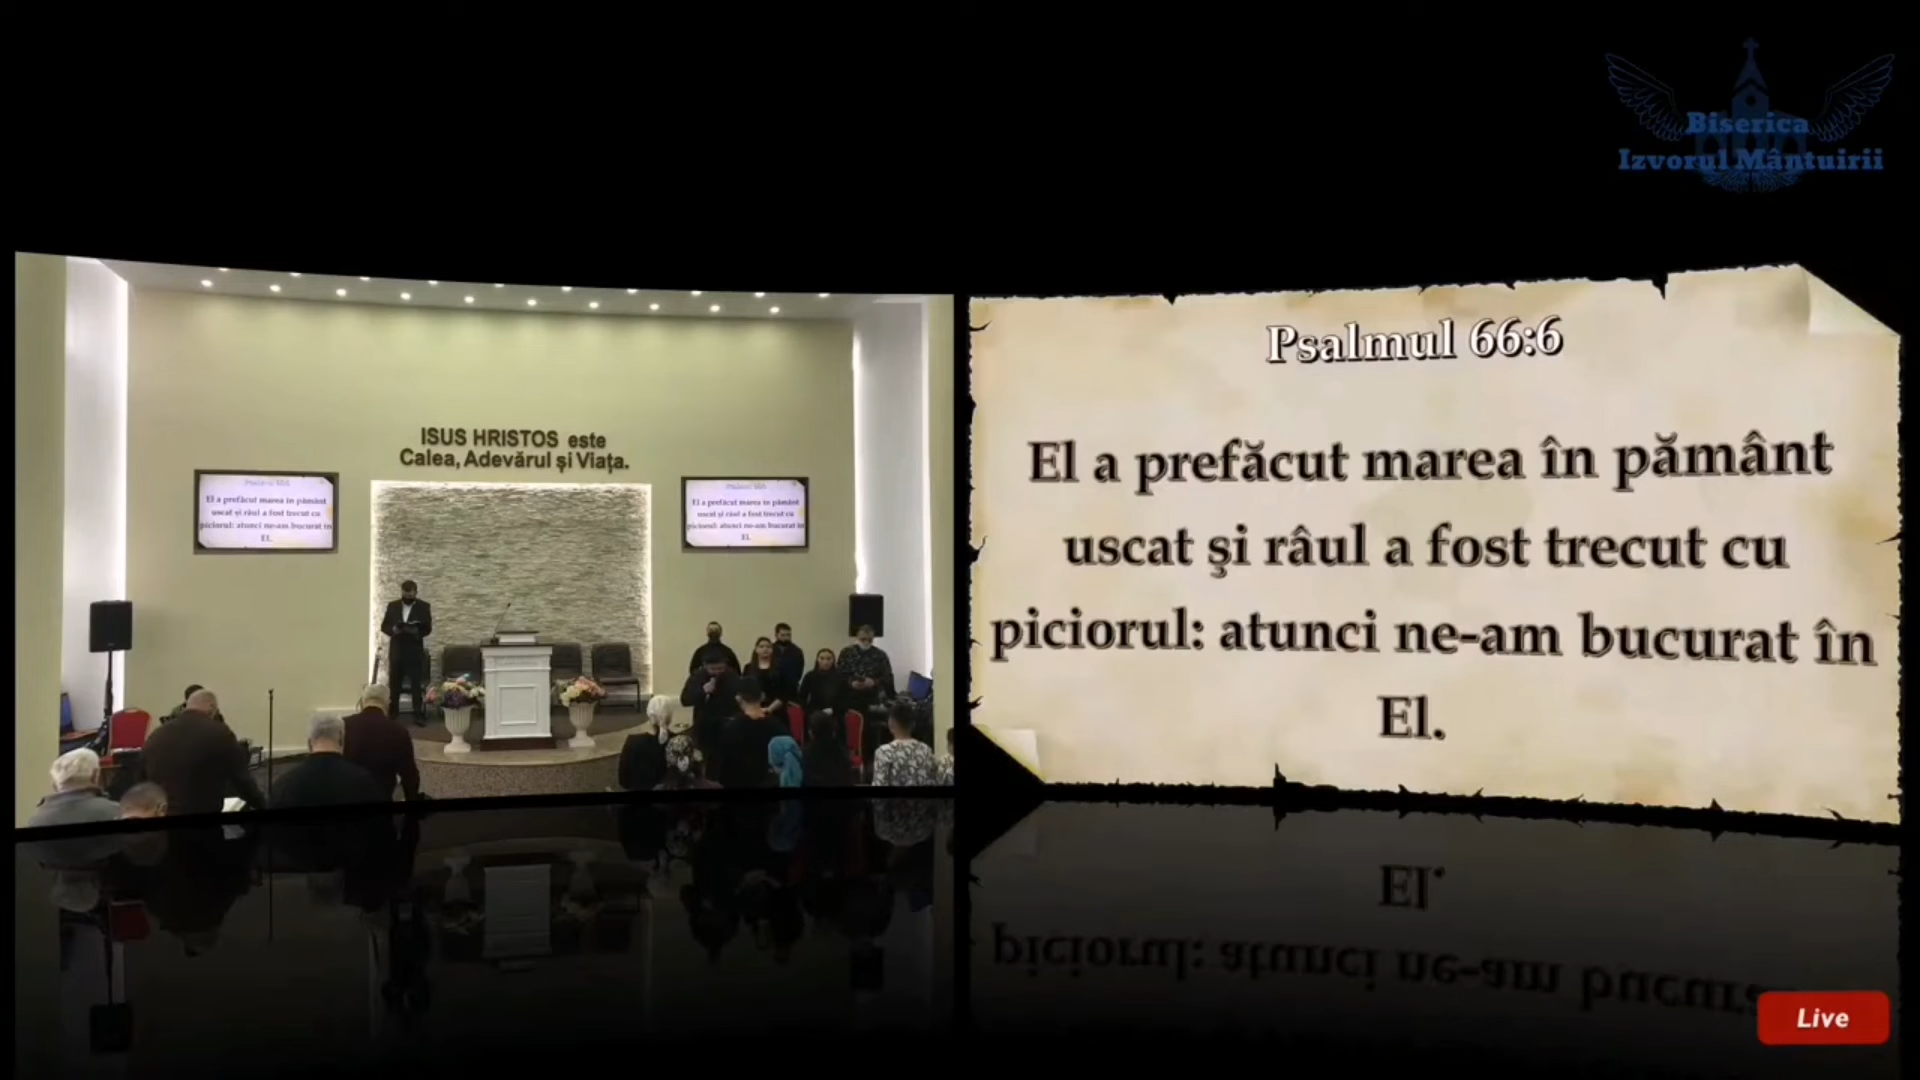 Biserica
Izvorul Mântuirii
ISUS HRISTOS este
Calea, Adevărul și Viața.
El a prefăcut marea în pământ
uscat şi râul a fost trecut cu
piciorul: atunci ne-am bucurat în
El.
El a prefăcut marea în pământ
uscat şi râul a fost trecut cu
piciorul: atunci ne-am bucurat în
El.
Psalmul 66:6
El a prefăcut marea în pământ
uscat şi râul a fost trecut cu
piciorul: atunci ne-am bucurat în
El.
Live